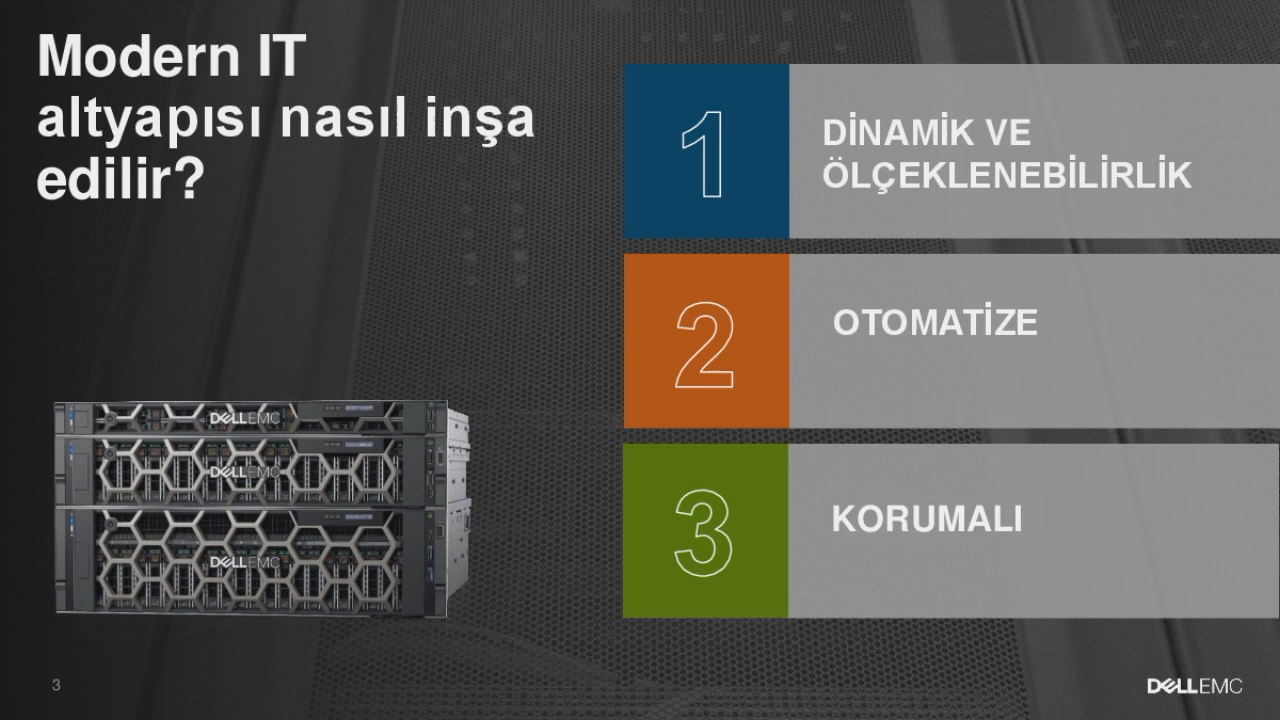 Modern IT
altyapısı nasıl inşa
edilir?
1
DİNAMİK VE
ÖLÇEKLENEBİLİRLİK
2
OTOMATİZE
3
KORUMALI
DELLEMC
DELLEMC
DELLEMC
3
DELLEMC